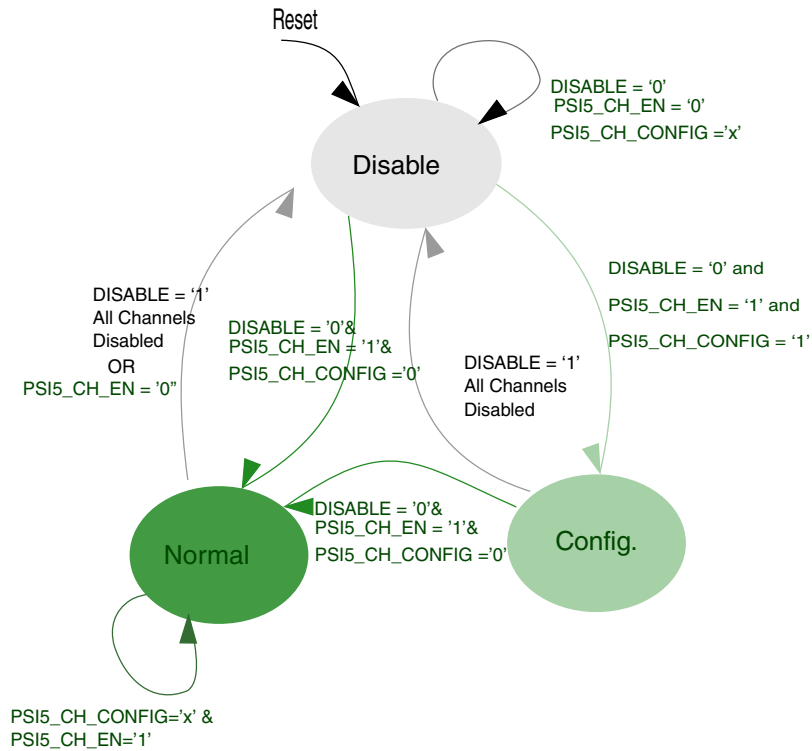 Reset
DISABLE = ‘0’
PSI5_CH_EN = ‘0’
PSI5_CH_CONFIG =’x’
Disable
DISABLE = ‘0’ and
PSI5_CH_EN = ‘1’ and
PSI5_CH_CONFIG = ‘1’
DISABLE = ‘1’
All Channels
Disabled
OR
PSI5_CH_EN = ’0”
DISABLE = ’0’&
PSI5_CH_EN = ’1’&
PSI5_CH_CONFIG =’0’
DISABLE = ‘1’
All Channels
Disabled
DISABLE = ’0’&
PSI5_CH_EN = ’1’&
PSI5_CH_CONFIG =’0’
Normal
Config.
PSI5_CH_CONFIG=’x’ &
PSI5_CH_EN=’1’